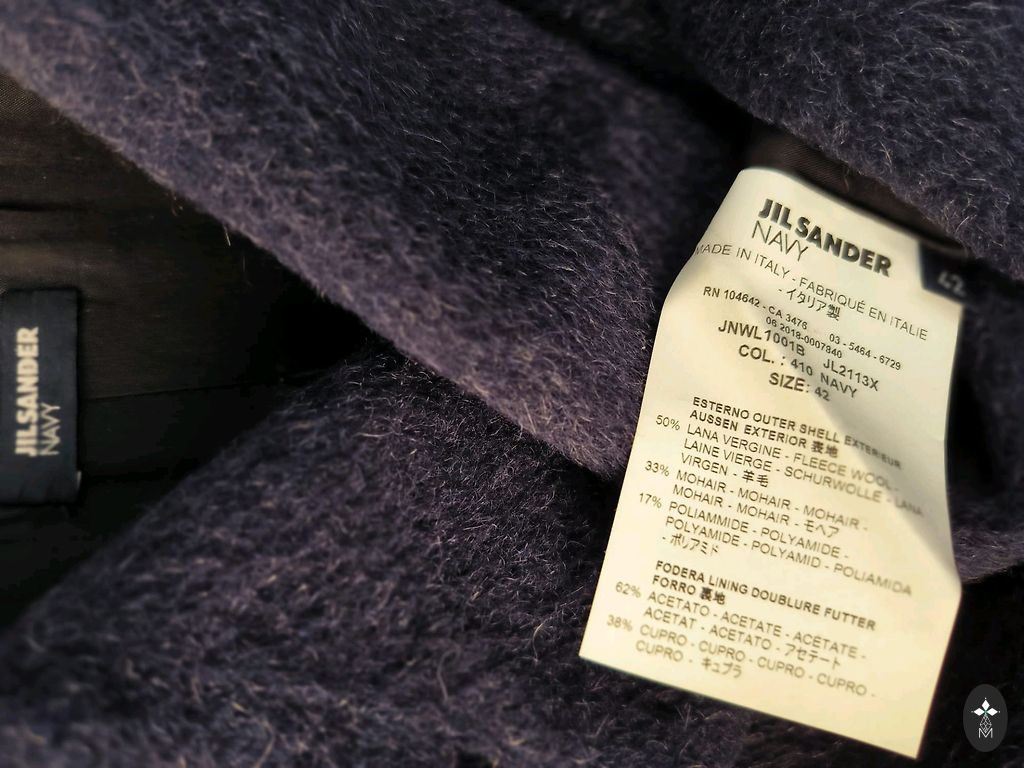 JIL SANDER
NAVY
JIL SANDER
NAVY
42
MADE IN ITALY - FABRIQUÉ EN ITALIE
- イタリア製
RN 104642 - CA 3476 03 - 5464 - 6729
06 2018-0007840
JNWL1001B JL2113X
COL. : 410 NAVY
SIZE: 42
ESTERNO OUTER SHELL EXTERIEUR
AUSSEN EXTERIOR 表地
50% LANA VERGINE - FLEECE WOOL -
LAINE VIERGE - SCHURWOLLE - LANA
VIRGEN - 羊毛
33% MOHAIR - MOHAIR - MOHAIR -
MOHAIR - MOHAIR - モヘア
17% POLIAMMIDE - POLYAMIDE -
POLYAMIDE - POLYAMID - POLIAMIDA
- ポリアミド
FODERA LINING DOUBLURE FUTTER
FORRO 裏地
62% ACETATO - ACETATE - ACÉTATE -
ACETAT - ACETATO - アセテート
38% CUPRO - CUPRO - CUPRO - CUPRO -
CUPRO - キュプラ
M